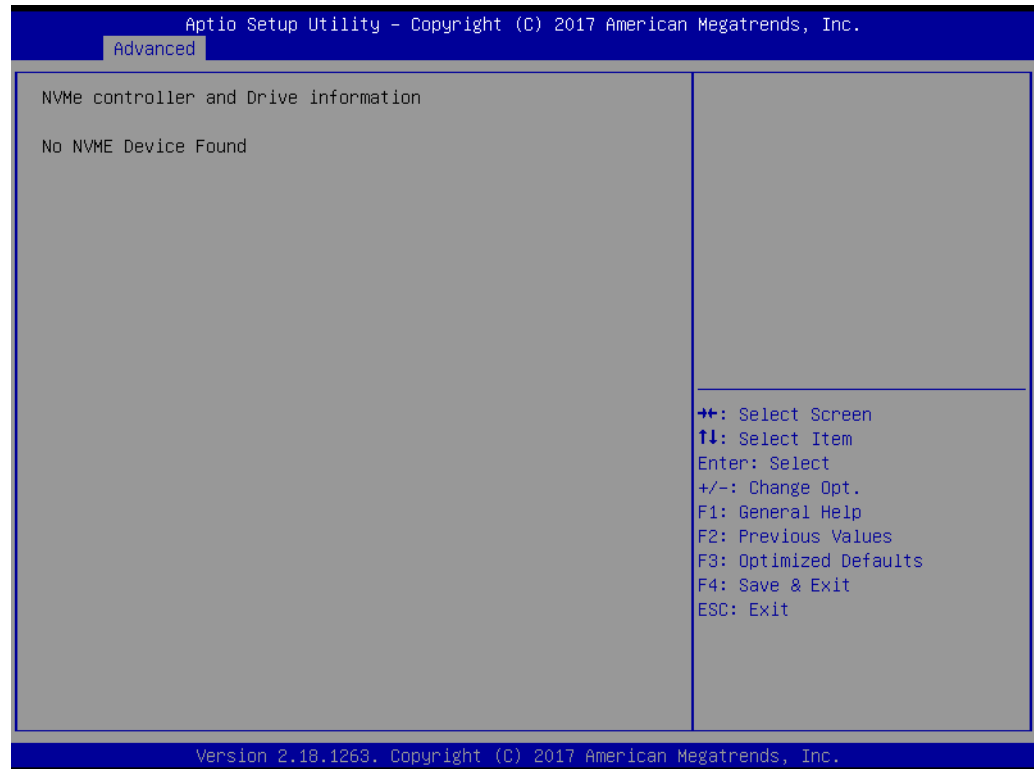 Aptio Setup Utility – Copyright (C) 2017 American Megatrends, Inc.
Advanced
NVMe controller and Drive information
No NVME Device Found
→←: Select Screen
↑↓: Select Item
Enter: Select
+/-: Change Opt.
F1: General Help
F2: Previous Values
F3: Optimized Defaults
F4: Save & Exit
ESC: Exit
Version 2.18.1263. Copyright (C) 2017 American Megatrends, Inc.